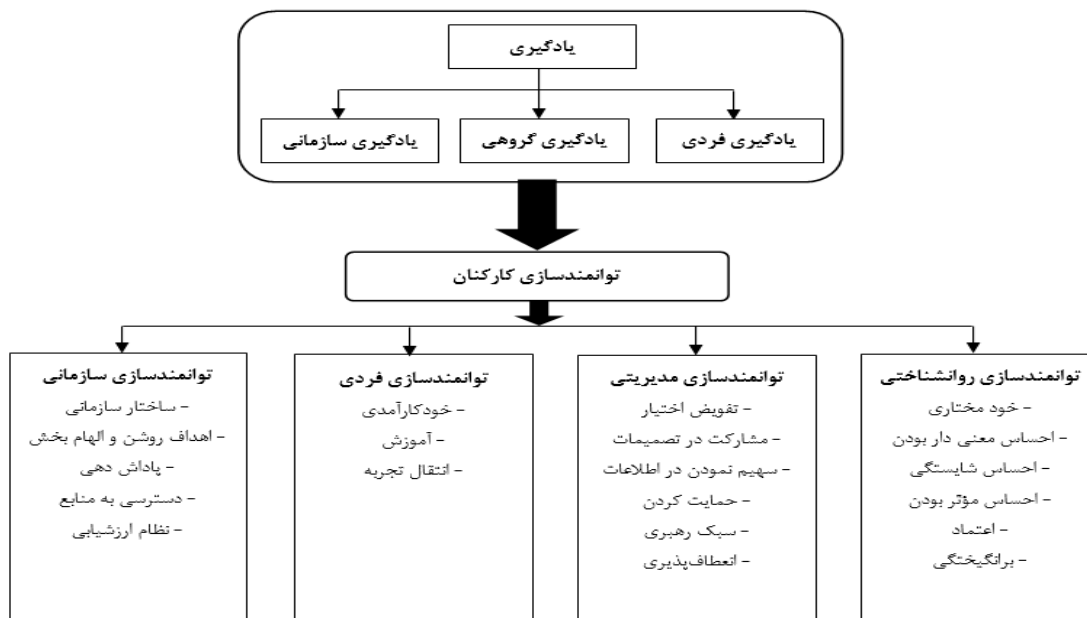 یادگیری
یادگیری فردی
یادگیری گروهی
یادگیری سازمانی
توانمندسازی کارکنان
توانمندسازی روانشناختی
- خود مختاری
- احساس معنی دار بودن
- احساس شایستگی
- احساس مؤثر بودن
- اعتماد
- برانگیختگی
توانمندسازی مدیریتی
- تفویض اختیار
- مشارکت در تصمیمات
- سهیم نمودن در اطلاعات
- حمایت کردن
- سبک رهبری
- انعطاف‌پذیری
توانمندسازی فردی
- خودکارآمدی
- آموزش
- انتقال تجربه
توانمندسازی سازمانی
- ساختار سازمانی
- اهداف روشن و الهام بخش
- پاداش دهی
- دسترسی به منابع
- نظام ارزشیابی